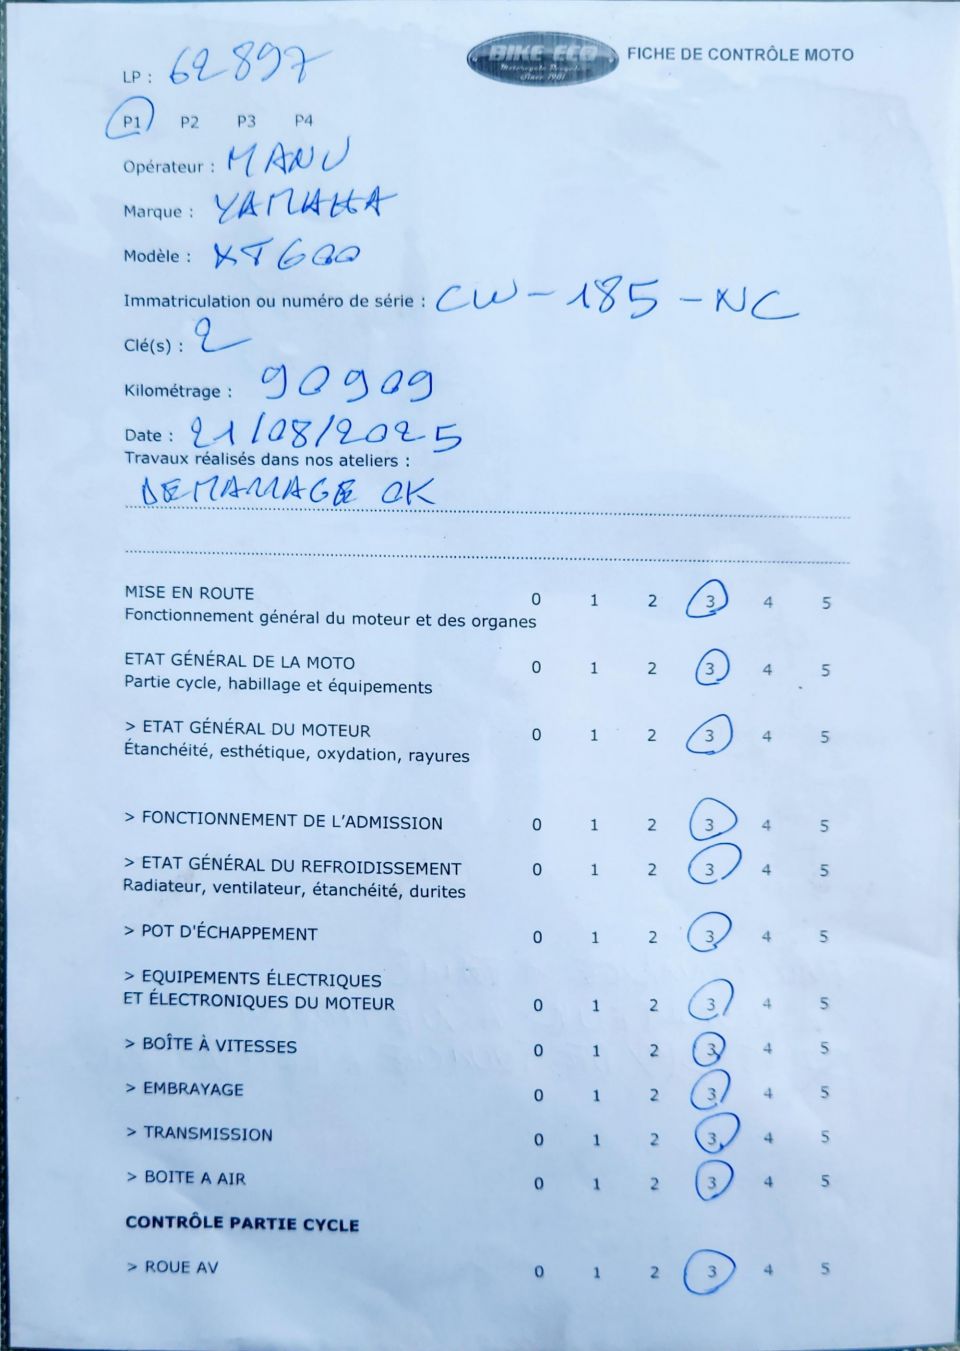 BIKE ECO
Motorcycle Recycling
Since 1981
FICHE DE CONTRÔLE MOTO
LP : 62897
P1 P2 P3 P4
Opérateur : MANU
Marque : YAMAHA
Modèle : XT600
Immatriculation ou numéro de série : CW-185-NC
Clé(s) : 2
Kilométrage : 90909
Date : 21/08/2025
Travaux réalisés dans nos ateliers :
DEMAMAGE OK
MISE EN ROUTE 0 1 2 3 4 5
Fonctionnement général du moteur et des organes
ETAT GÉNÉRAL DE LA MOTO 0 1 2 3 4 5
Partie cycle, habillage et équipements
> ETAT GÉNÉRAL DU MOTEUR 0 1 2 3 4 5
Étanchéité, esthétique, oxydation, rayures
> FONCTIONNEMENT DE L'ADMISSION 0 1 2 3 4 5
> ETAT GÉNÉRAL DU REFROIDISSEMENT 0 1 2 3 4 5
Radiateur, ventilateur, étanchéité, durites
> POT D'ÉCHAPPEMENT 0 1 2 3 4 5
> EQUIPEMENTS ÉLECTRIQUES
ET ÉLECTRONIQUES DU MOTEUR 0 1 2 3 4 5
> BOÎTE À VITESSES 0 1 2 3 4 5
> EMBRAYAGE 0 1 2 3 4 5
> TRANSMISSION 0 1 2 3 4 5
> BOITE A AIR 0 1 2 3 4 5
CONTRÔLE PARTIE CYCLE
> ROUE AV 0 1 2 3 4 5